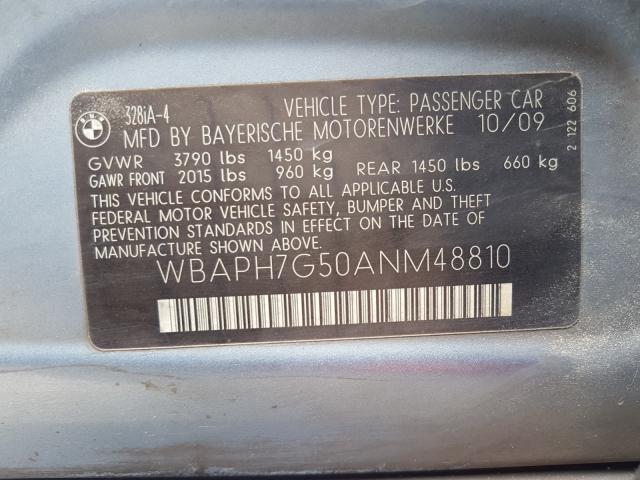 BMW
328iA-4 VEHICLE TYPE: PASSENGER CAR
MFD BY BAYERISCHE MOTORENWERKE 10/09
GVWR 3790 lbs 1450 kg
GAWR FRONT 2015 lbs 960 kg REAR 1450 lbs 660 kg
THIS VEHICLE CONFORMS TO ALL APPLICABLE U.S.
FEDERAL MOTOR VEHICLE SAFETY, BUMPER AND THEFT
PREVENTION STANDARDS IN EFFECT ON THE DATE OF
MANUFACTURE SHOWN ABOVE:
WBAPH7G50ANM48810
2 122 606